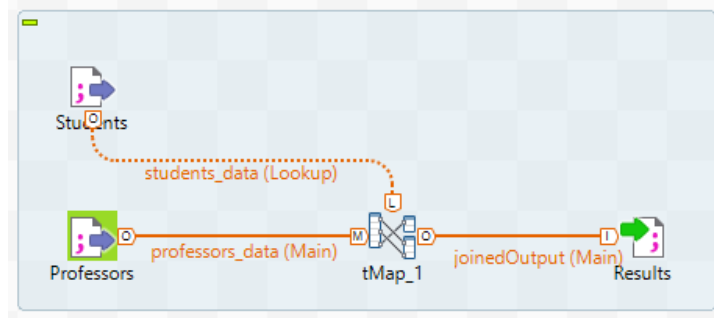 Students
O
students_data (Lookup)
L
O
professors_data (Main)
M
O
joinedOutput (Main)
I
Professors
tMap_1
Results